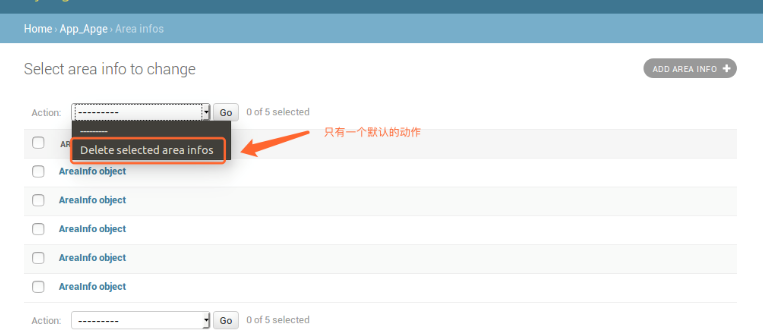 Home › App_Apge › Area infos
Select area info to change
ADD AREA INFO +
Action: --------- Go 0 of 5 selected
---------
Delete selected area infos
只有一个默认的动作
AreaInfo object
AreaInfo object
AreaInfo object
AreaInfo object
AreaInfo object
Action: --------- Go 0 of 5 selected